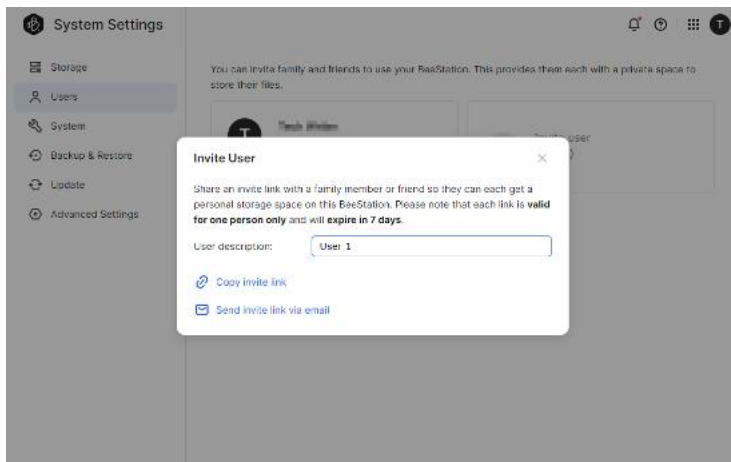 System Settings
T
Storage
Users
System
Backup & Restore
Update
Advanced Settings
You can invite family and friends to use your BeeStation. This provides them each with a private space to
store their files.
T
Invite user
Invite User
Share an invite link with a family member or friend so they can each get a
personal storage space on this BeeStation. Please note that each link is valid
for one person only and will expire in 7 days.
User description:
User 1
Copy invite link
Send invite link via email